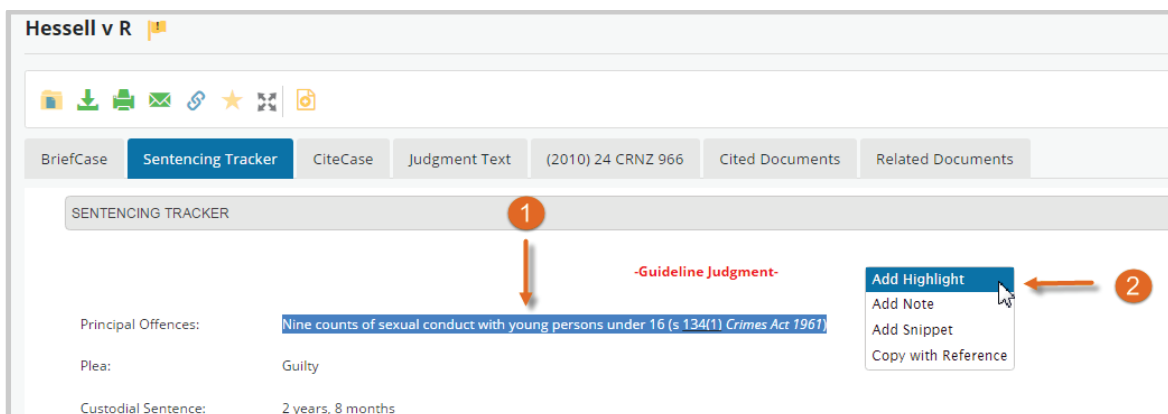 Hessell v R
BriefCase Sentencing Tracker CiteCase Judgment Text (2010) 24 CRNZ 966 Cited Documents Related Documents
SENTENCING TRACKER
1
-Guideline Judgment-
Add Highlight
2
Add Note
Add Snippet
Copy with Reference
Principal Offences: Nine counts of sexual conduct with young persons under 16 (s 134(1) Crimes Act 1961)
Plea: Guilty
Custodial Sentence: 2 years, 8 months